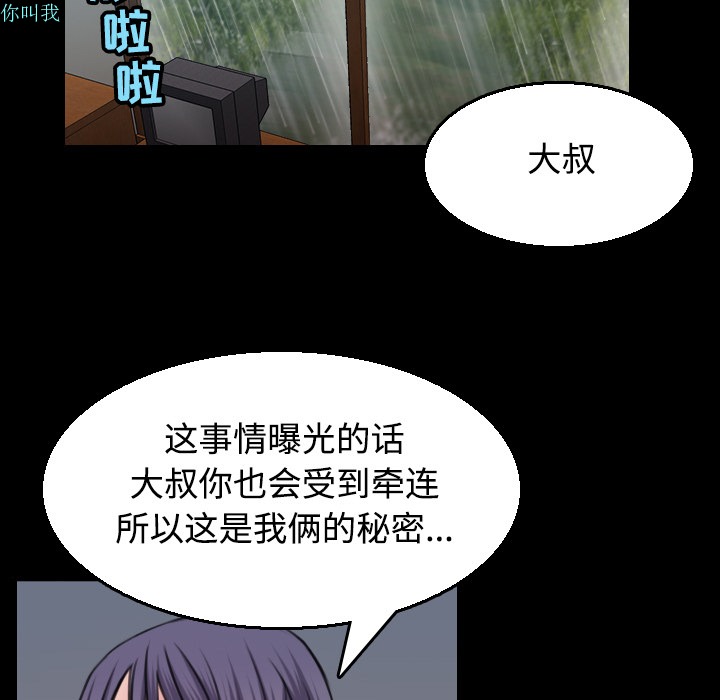 你叫我
啦
啦
大叔
这事情曝光的话
大叔你也会受到牵连
所以这是我俩的秘密...